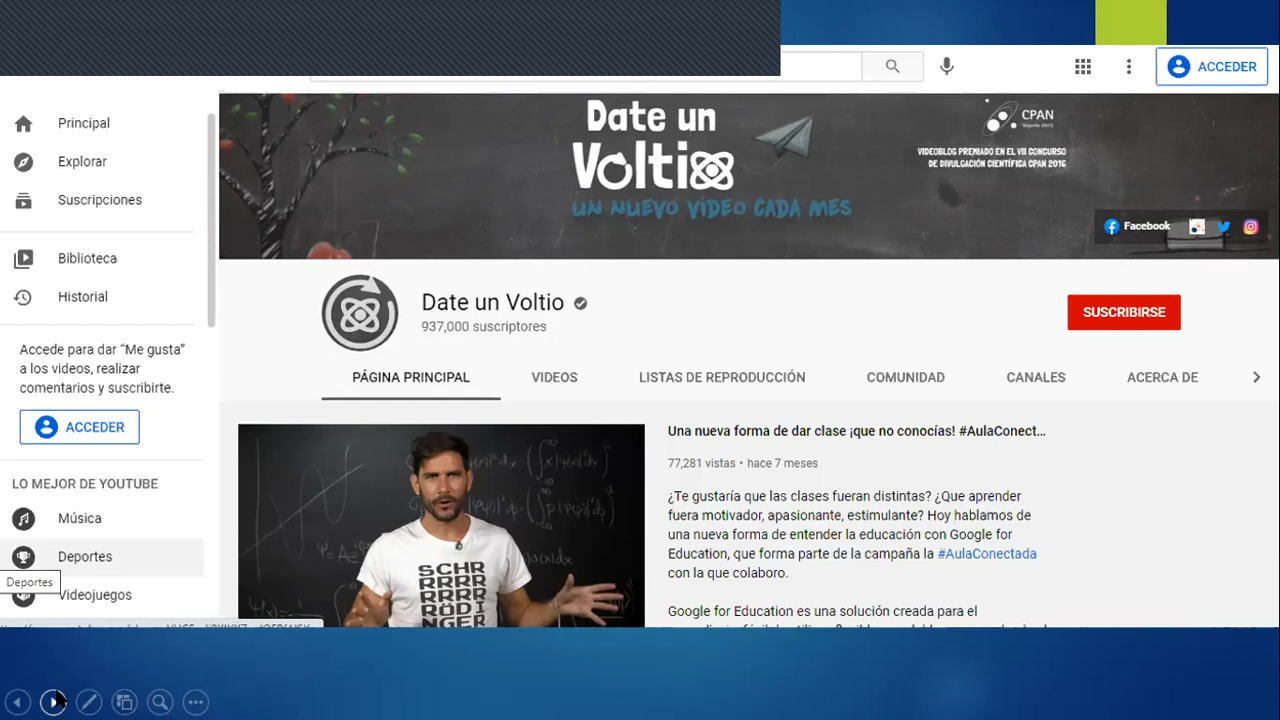 ACCEDER
Principal
Explorar
Suscripciones
Biblioteca
Historial
Accede para dar “Me gusta”
a los videos, realizar
comentarios y suscribirte.
ACCEDER
LO MEJOR DE YOUTUBE
Música
Deportes
Deportes
Videojuegos
Date un
Voltio
UN NUEVO VÍDEO CADA MES
CPAN
VIDEOBLOG PREMIADO EN EL VII CONCURSO
DE DIVULGACIÓN CIENTÍFICA CPAN 2016
Facebook
Date un Voltio
937,000 suscriptores
SUSCRIBIRSE
PÁGINA PRINCIPAL
VIDEOS
LISTAS DE REPRODUCCIÓN
COMUNIDAD
CANALES
ACERCA DE
SCHR
RRRRR
RRÖDI
NGER
Una nueva forma de dar clase ¡que no conocías! #AulaConect...
77,281 vistas • hace 7 meses
¿Te gustaría que las clases fueran distintas? ¿Que aprender
fuera motivador, apasionante, estimulante? Hoy hablamos de
una nueva forma de entender la educación con Google for
Education, que forma parte de la campaña la #AulaConectada
con la que colaboro.
Google for Education es una solución creada para el